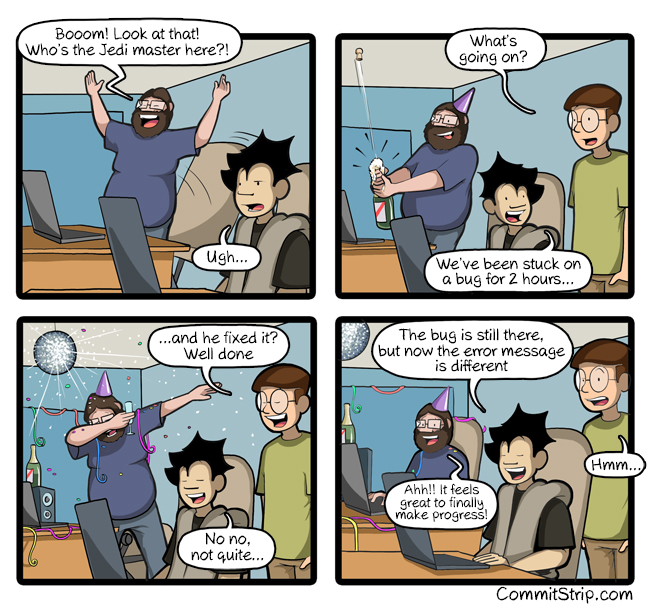 Booom! Look at that!
Who's the Jedi master here?!
Ugh...
What's
going on?
We've been stuck on
a bug for 2 hours...
...and he fixed it?
Well done
No no,
not quite...
The bug is still there,
but now the error message
is different
Ahh!! It feels
great to finally
make progress!
Hmm...
CommitStrip.com